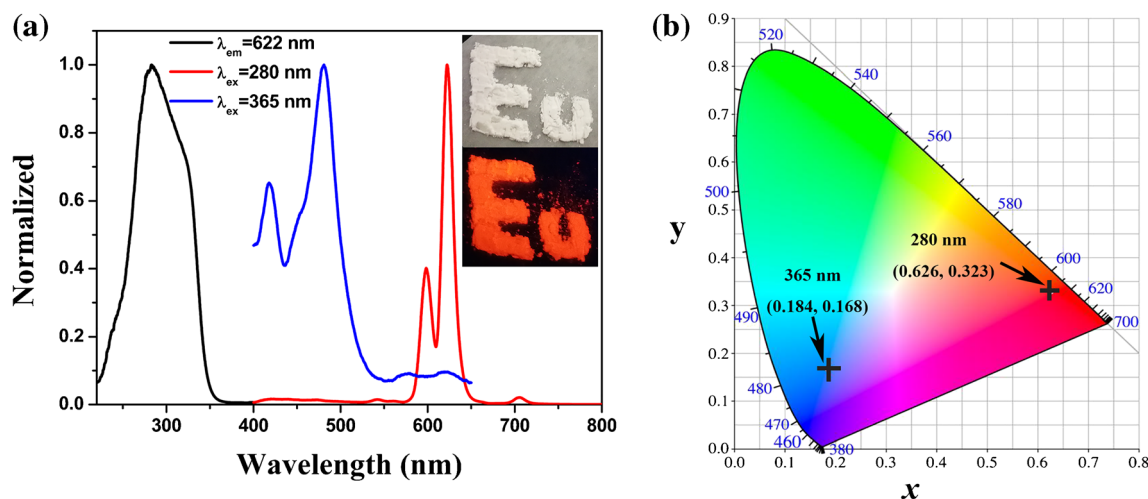 (a)
λem=622 nm
λex=280 nm
λex=365 nm
Eu
Eu
1.0
0.8
0.6
0.4
0.2
0.0
Normalized
300 400 500 600 700 800
Wavelength (nm)
(b)
0.9
0.8
0.7
0.6
0.5
0.4
0.3
0.2
0.1
0.0
y
0.0 0.1 0.2 0.3 0.4 0.5 0.6 0.7 0.8
x
520
540
560
580
600
620
700
500
490
480
470
460
380
280 nm
(0.626, 0.323)
365 nm
(0.184, 0.168)